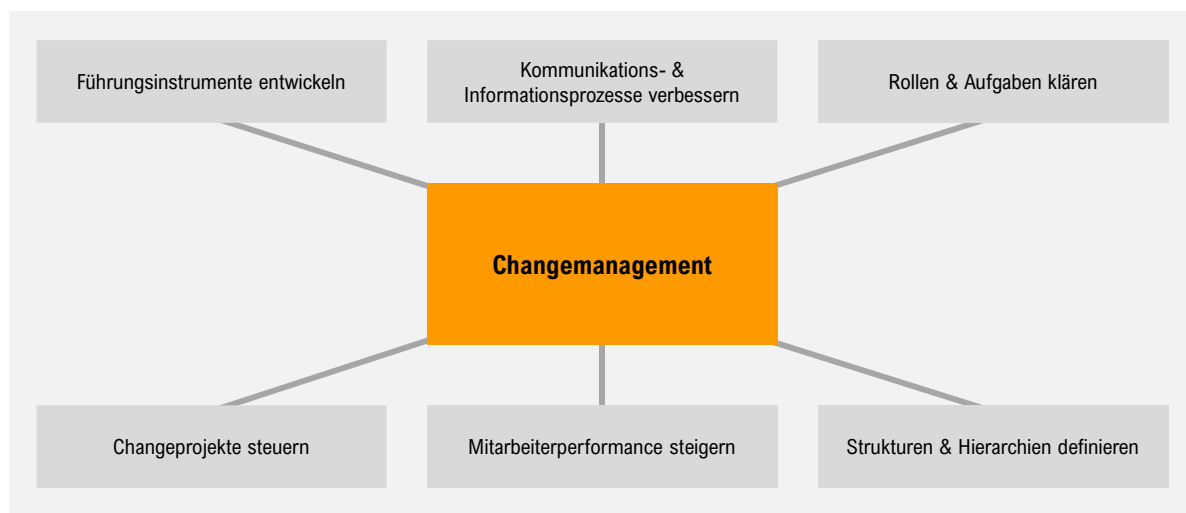 Führungsinstrumente entwickeln
Kommunikations- &
Informationsprozesse verbessern
Rollen & Aufgaben klären
Changemanagement
Changeprojekte steuern
Mitarbeiterperformance steigern
Strukturen & Hierarchien definieren